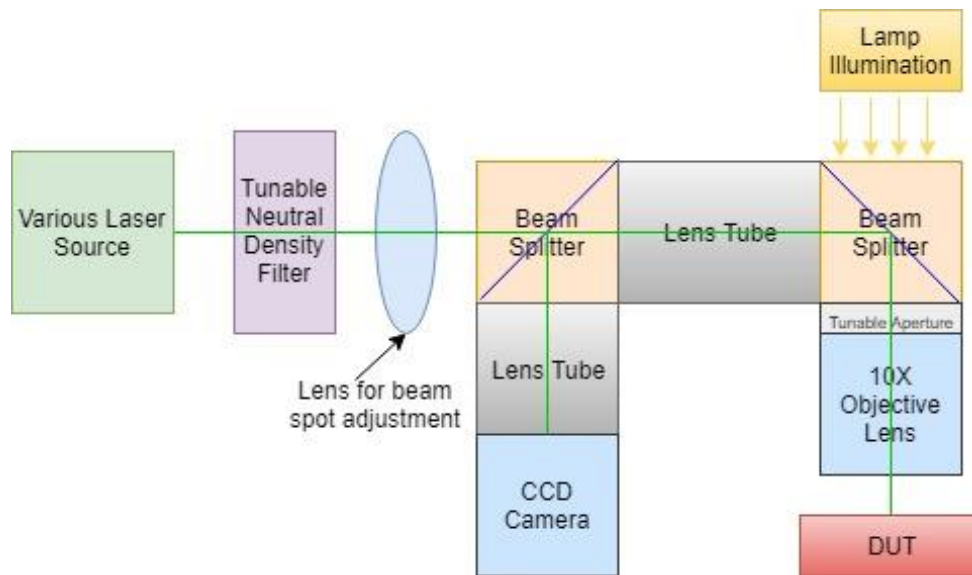 Lamp
Illumination
Various Laser
Source
Tunable
Neutral
Density
Filter
Beam
Splitter
Lens Tube
Beam
Splitter
Tunable Aperture
Lens Tube
10X
Objective
Lens
Lens for beam
spot adjustment
CCD
Camera
DUT